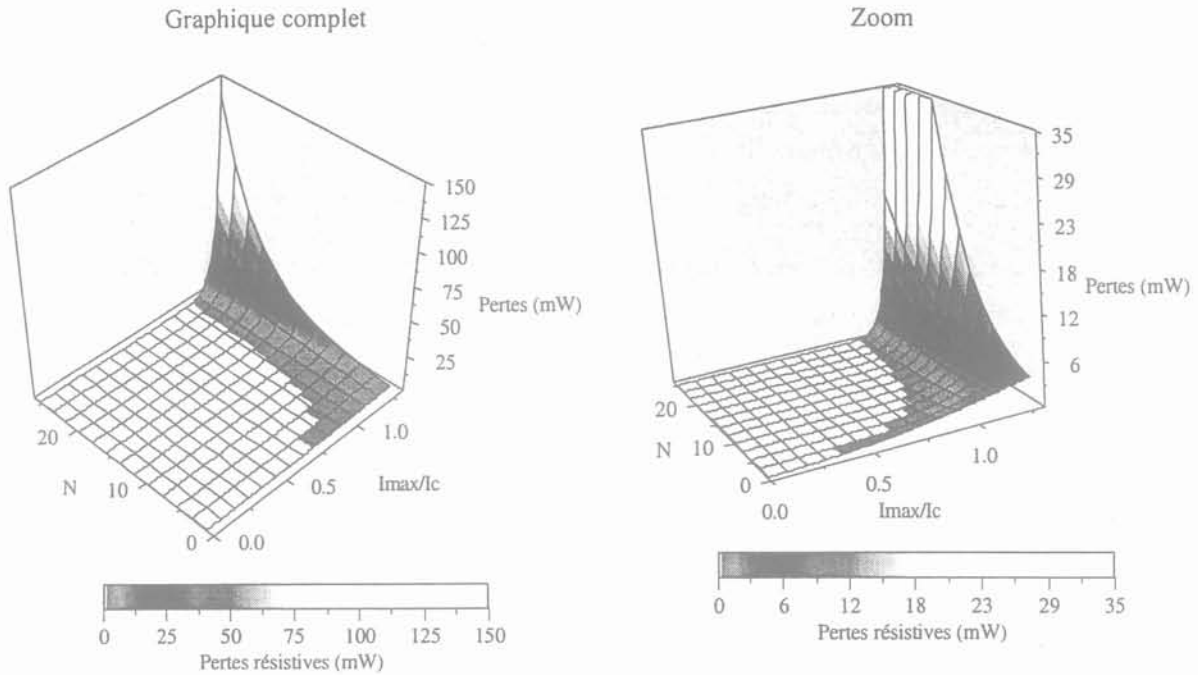 Graphique complet
150
125
100
75
50
25
Pertes (mW)
20
N
10
0
0.0
0.5
1.0
Imax/Ic
0 25 50 75 100 125 150
Pertes résistives (mW)
Zoom
35
29
23
18
12
6
Pertes (mW)
20
N
10
0
0.0
0.5
1.0
Imax/Ic
0 6 12 18 23 29 35
Pertes résistives (mW)